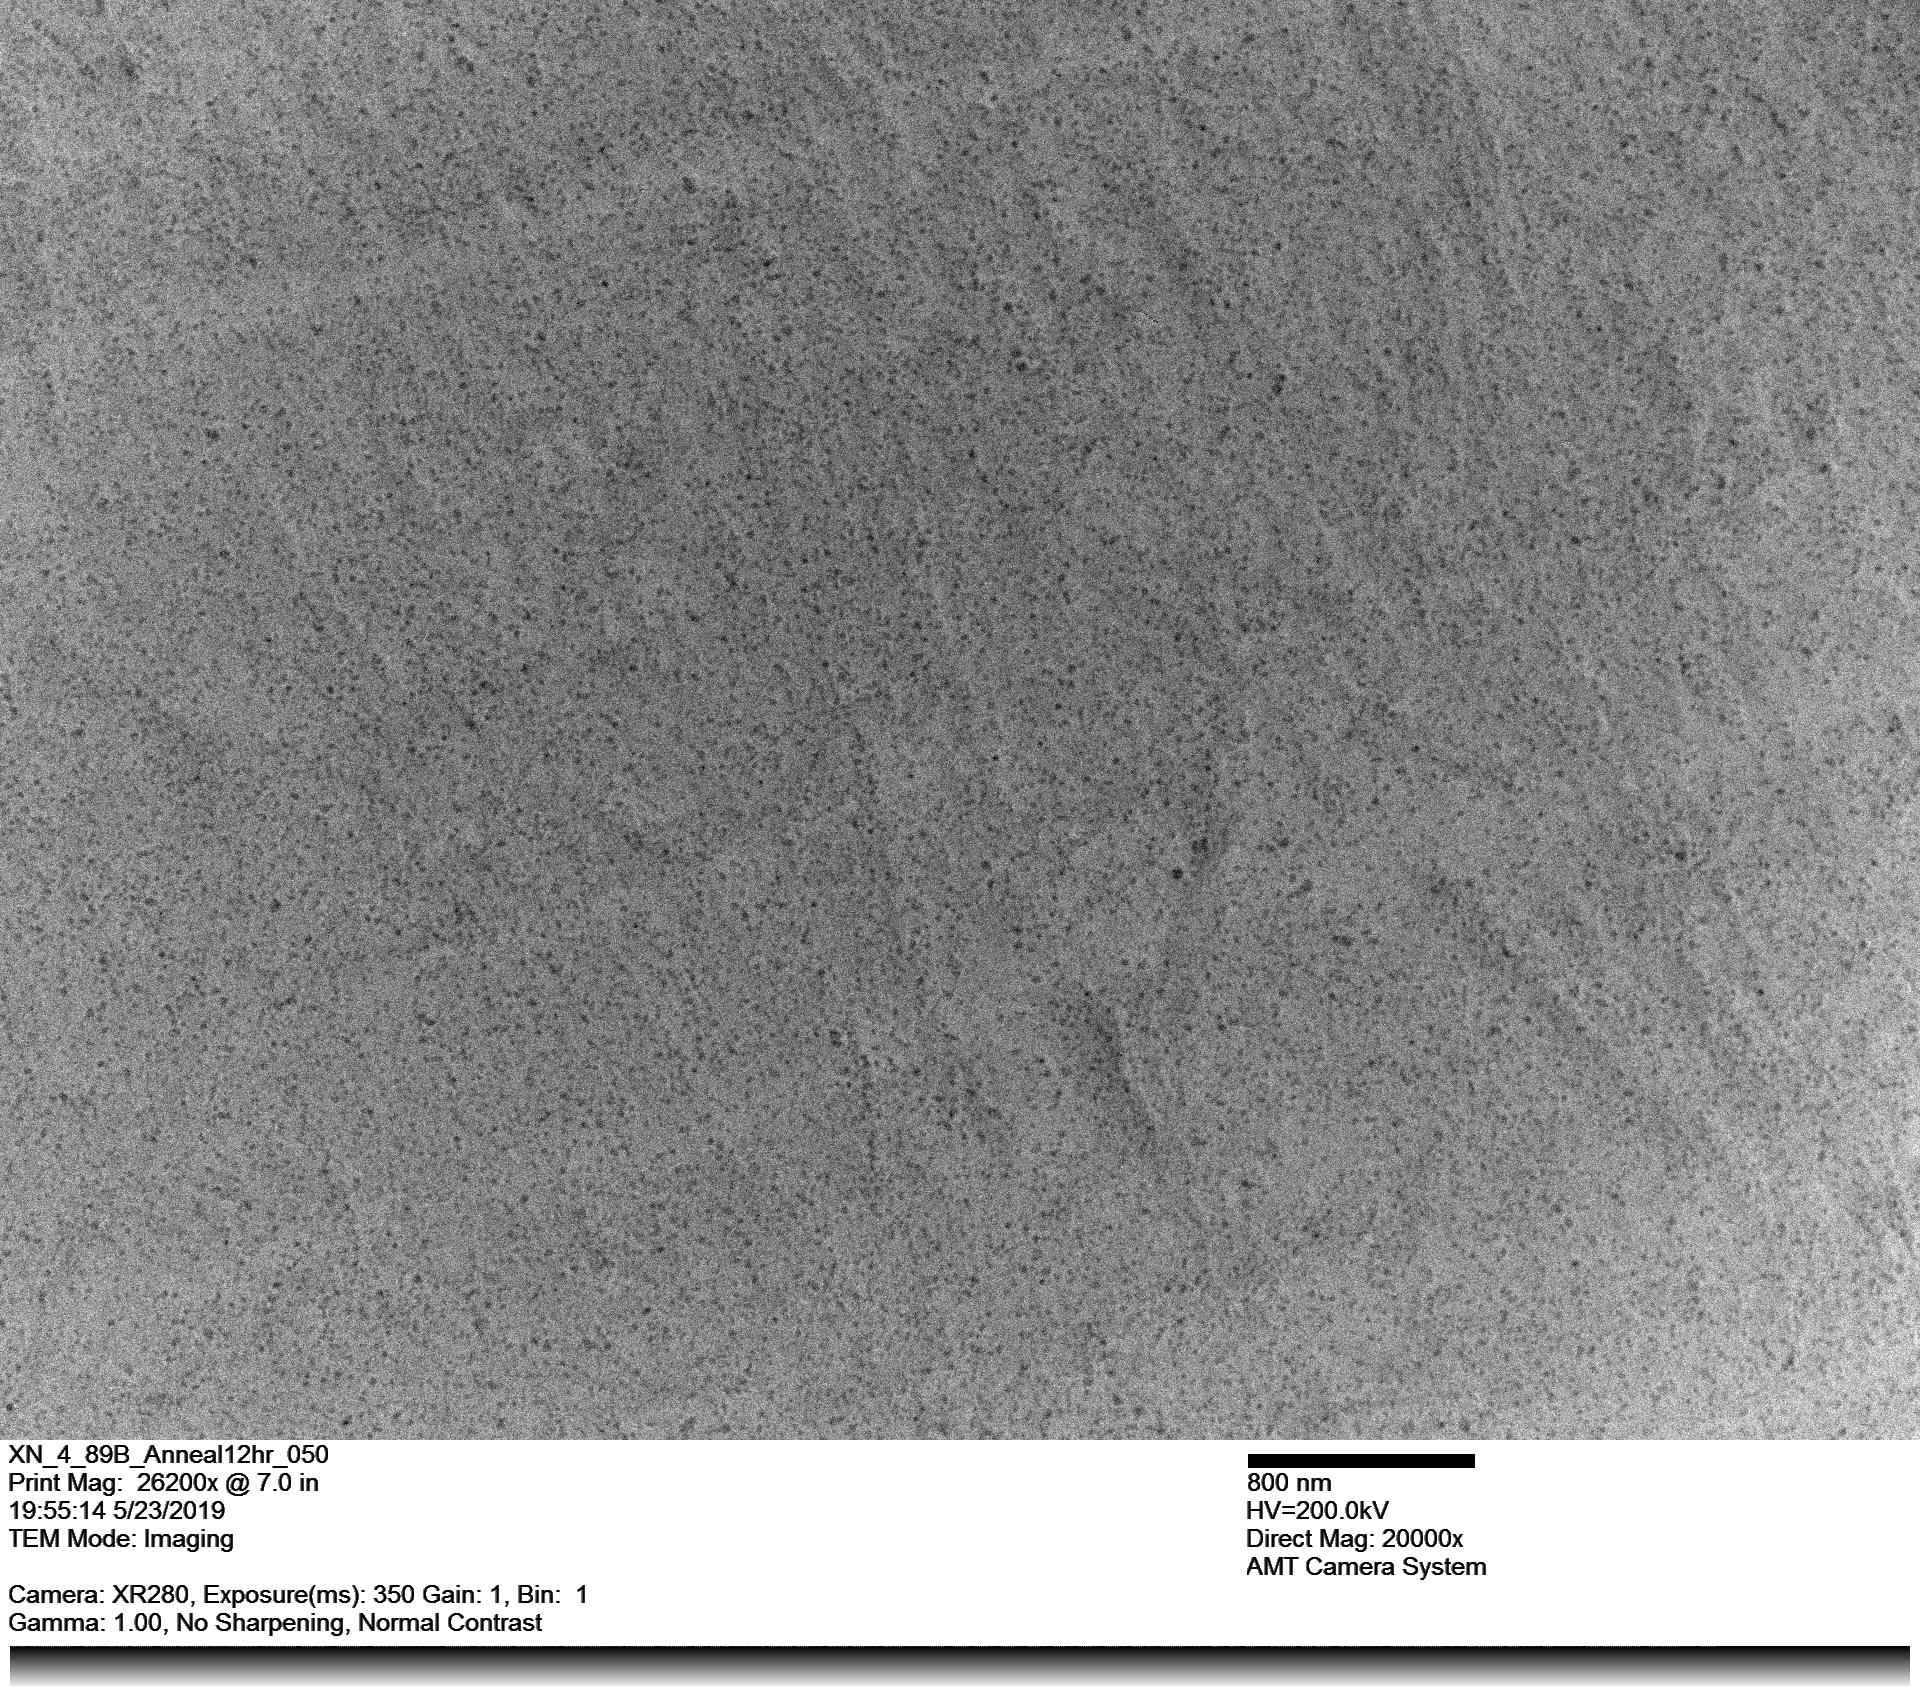 XN_4_89B_Anneal12hr_050
Print Mag: 26200x @ 7.0 in
19:55:14 5/23/2019
TEM Mode: Imaging
Camera: XR280, Exposure(ms): 350 Gain: 1, Bin: 1
Gamma: 1.00, No Sharpening, Normal Contrast
800 nm
HV=200.0kV
Direct Mag: 20000x
AMT Camera System